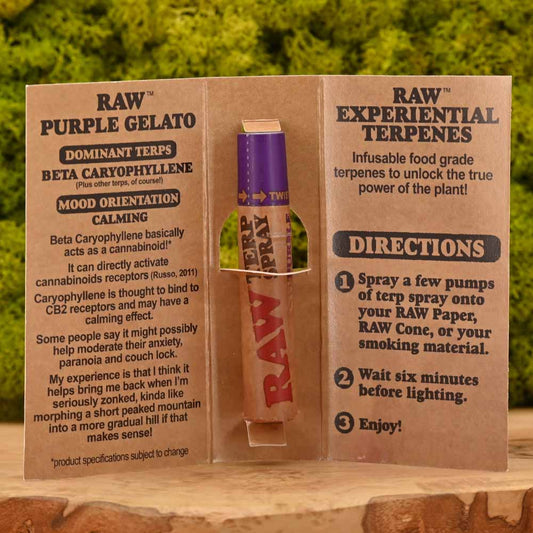 RAW™
PURPLE GELATO
DOMINANT TERPS
BETA CARYOPHYLLENE
(Plus other terps, of course!)
MOOD ORIENTATION
CALMING
Beta Caryophyllene basically
acts as a cannabinoid!*
It can directly activate
cannabinoids receptors (Russo, 2011)
Caryophyllene is thought to bind to
CB2 receptors and may have a
calming effect.
Some people say it might possibly
help moderate their anxiety,
paranoia and couch lock.
My experience is that I think it
helps bring me back when I'm
seriously zonked, kinda like
morphing a short peaked mountain
into a more gradual hill if that
makes sense!
*product specifications subject to change
TWIST
RAW
TERP
SPRAY
RAW™
EXPERIENTIAL
TERPENES
Infusable food grade
terpenes to unlock the true
power of the plant!
DIRECTIONS
1 Spray a few pumps
of terp spray onto
your RAW Paper,
RAW Cone, or your
smoking material.
2 Wait six minutes
before lighting.
3 Enjoy!